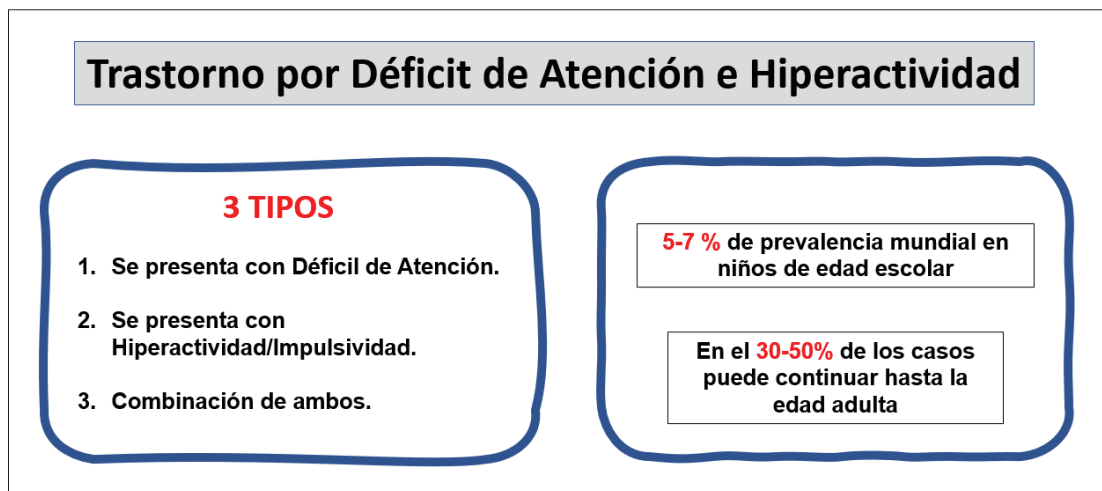 Trastorno por Déficit de Atención e Hiperactividad
3 TIPOS
1. Se presenta con Déficil de Atención.
2. Se presenta con
Hiperactividad/Impulsividad.
3. Combinación de ambos.
5-7 % de prevalencia mundial en
niños de edad escolar
En el 30-50% de los casos
puede continuar hasta la
edad adulta